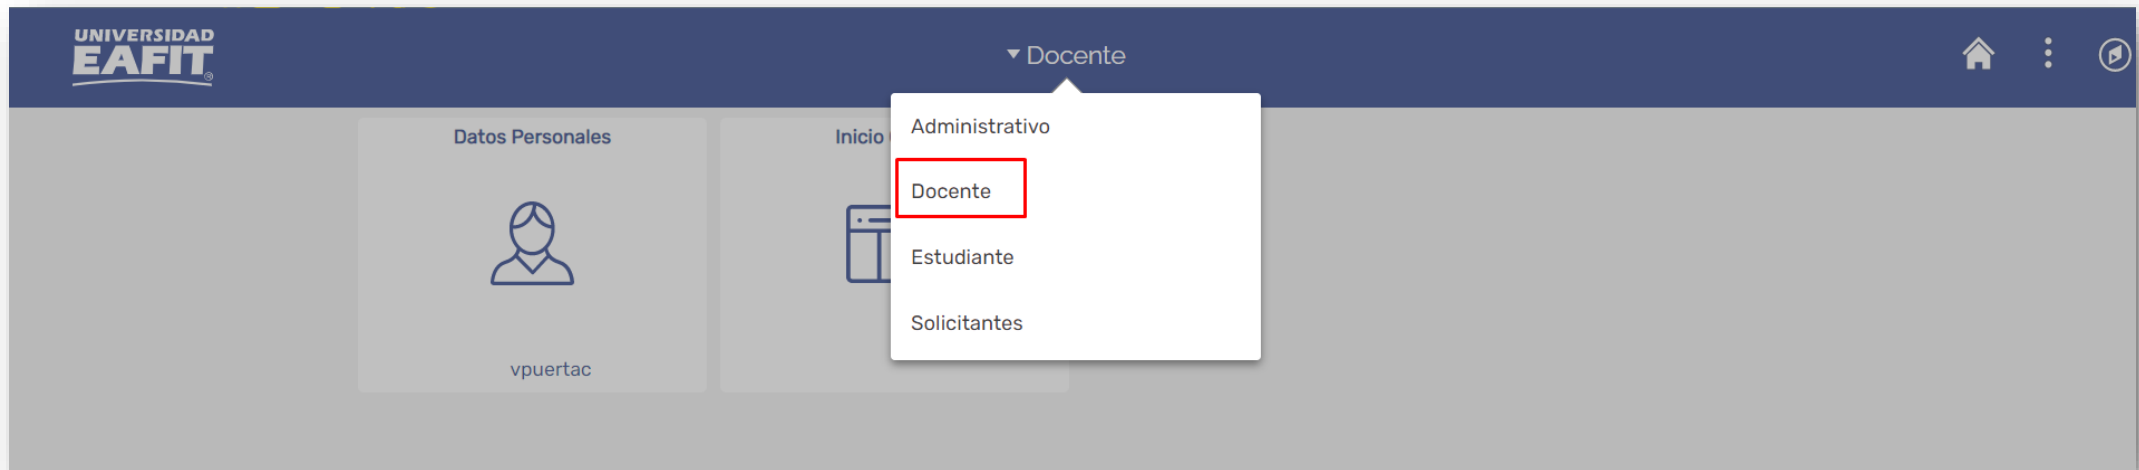 UNIVERSIDAD
EAFIT
Docente
Datos Personales
Inicio
Administrativo
Docente
Estudiante
Solicitantes
vpuertac